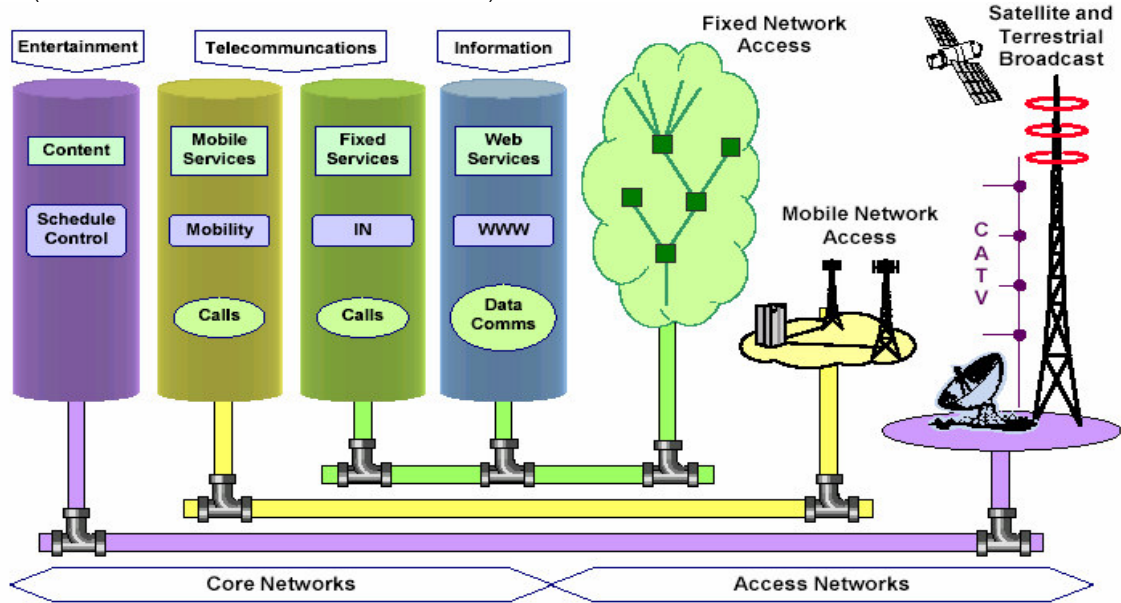 Entertainment
Telecommuncations
Information
Fixed Network
Access
Satellite and
Terrestrial
Broadcast
Content
Mobile
Services
Fixed
Services
Web
Services
Schedule
Control
Mobility
IN
WWW
Mobile Network
Access
C
A
T
V
Calls
Calls
Data
Comms
Core Networks
Access Networks